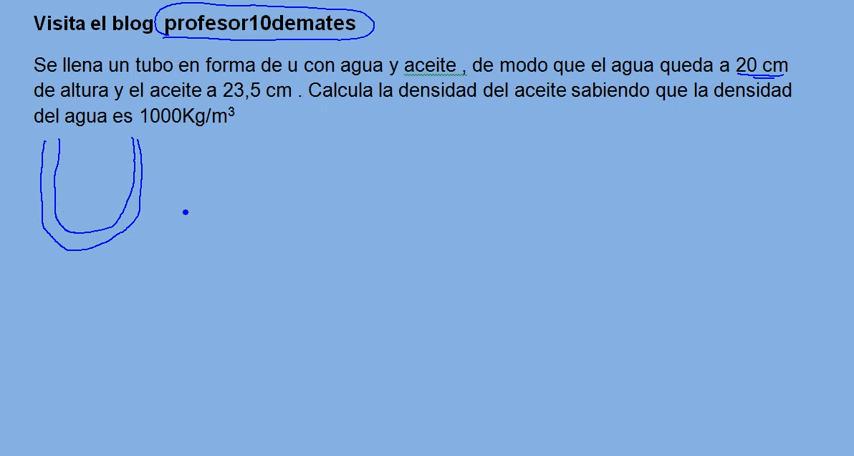 Visita el blog profesor10demates
Se llena un tubo en forma de u con agua y aceite , de modo que el agua queda a 20 cm
de altura y el aceite a 23,5 cm . Calcula la densidad del aceite sabiendo que la densidad
del agua es 1000Kg/m³